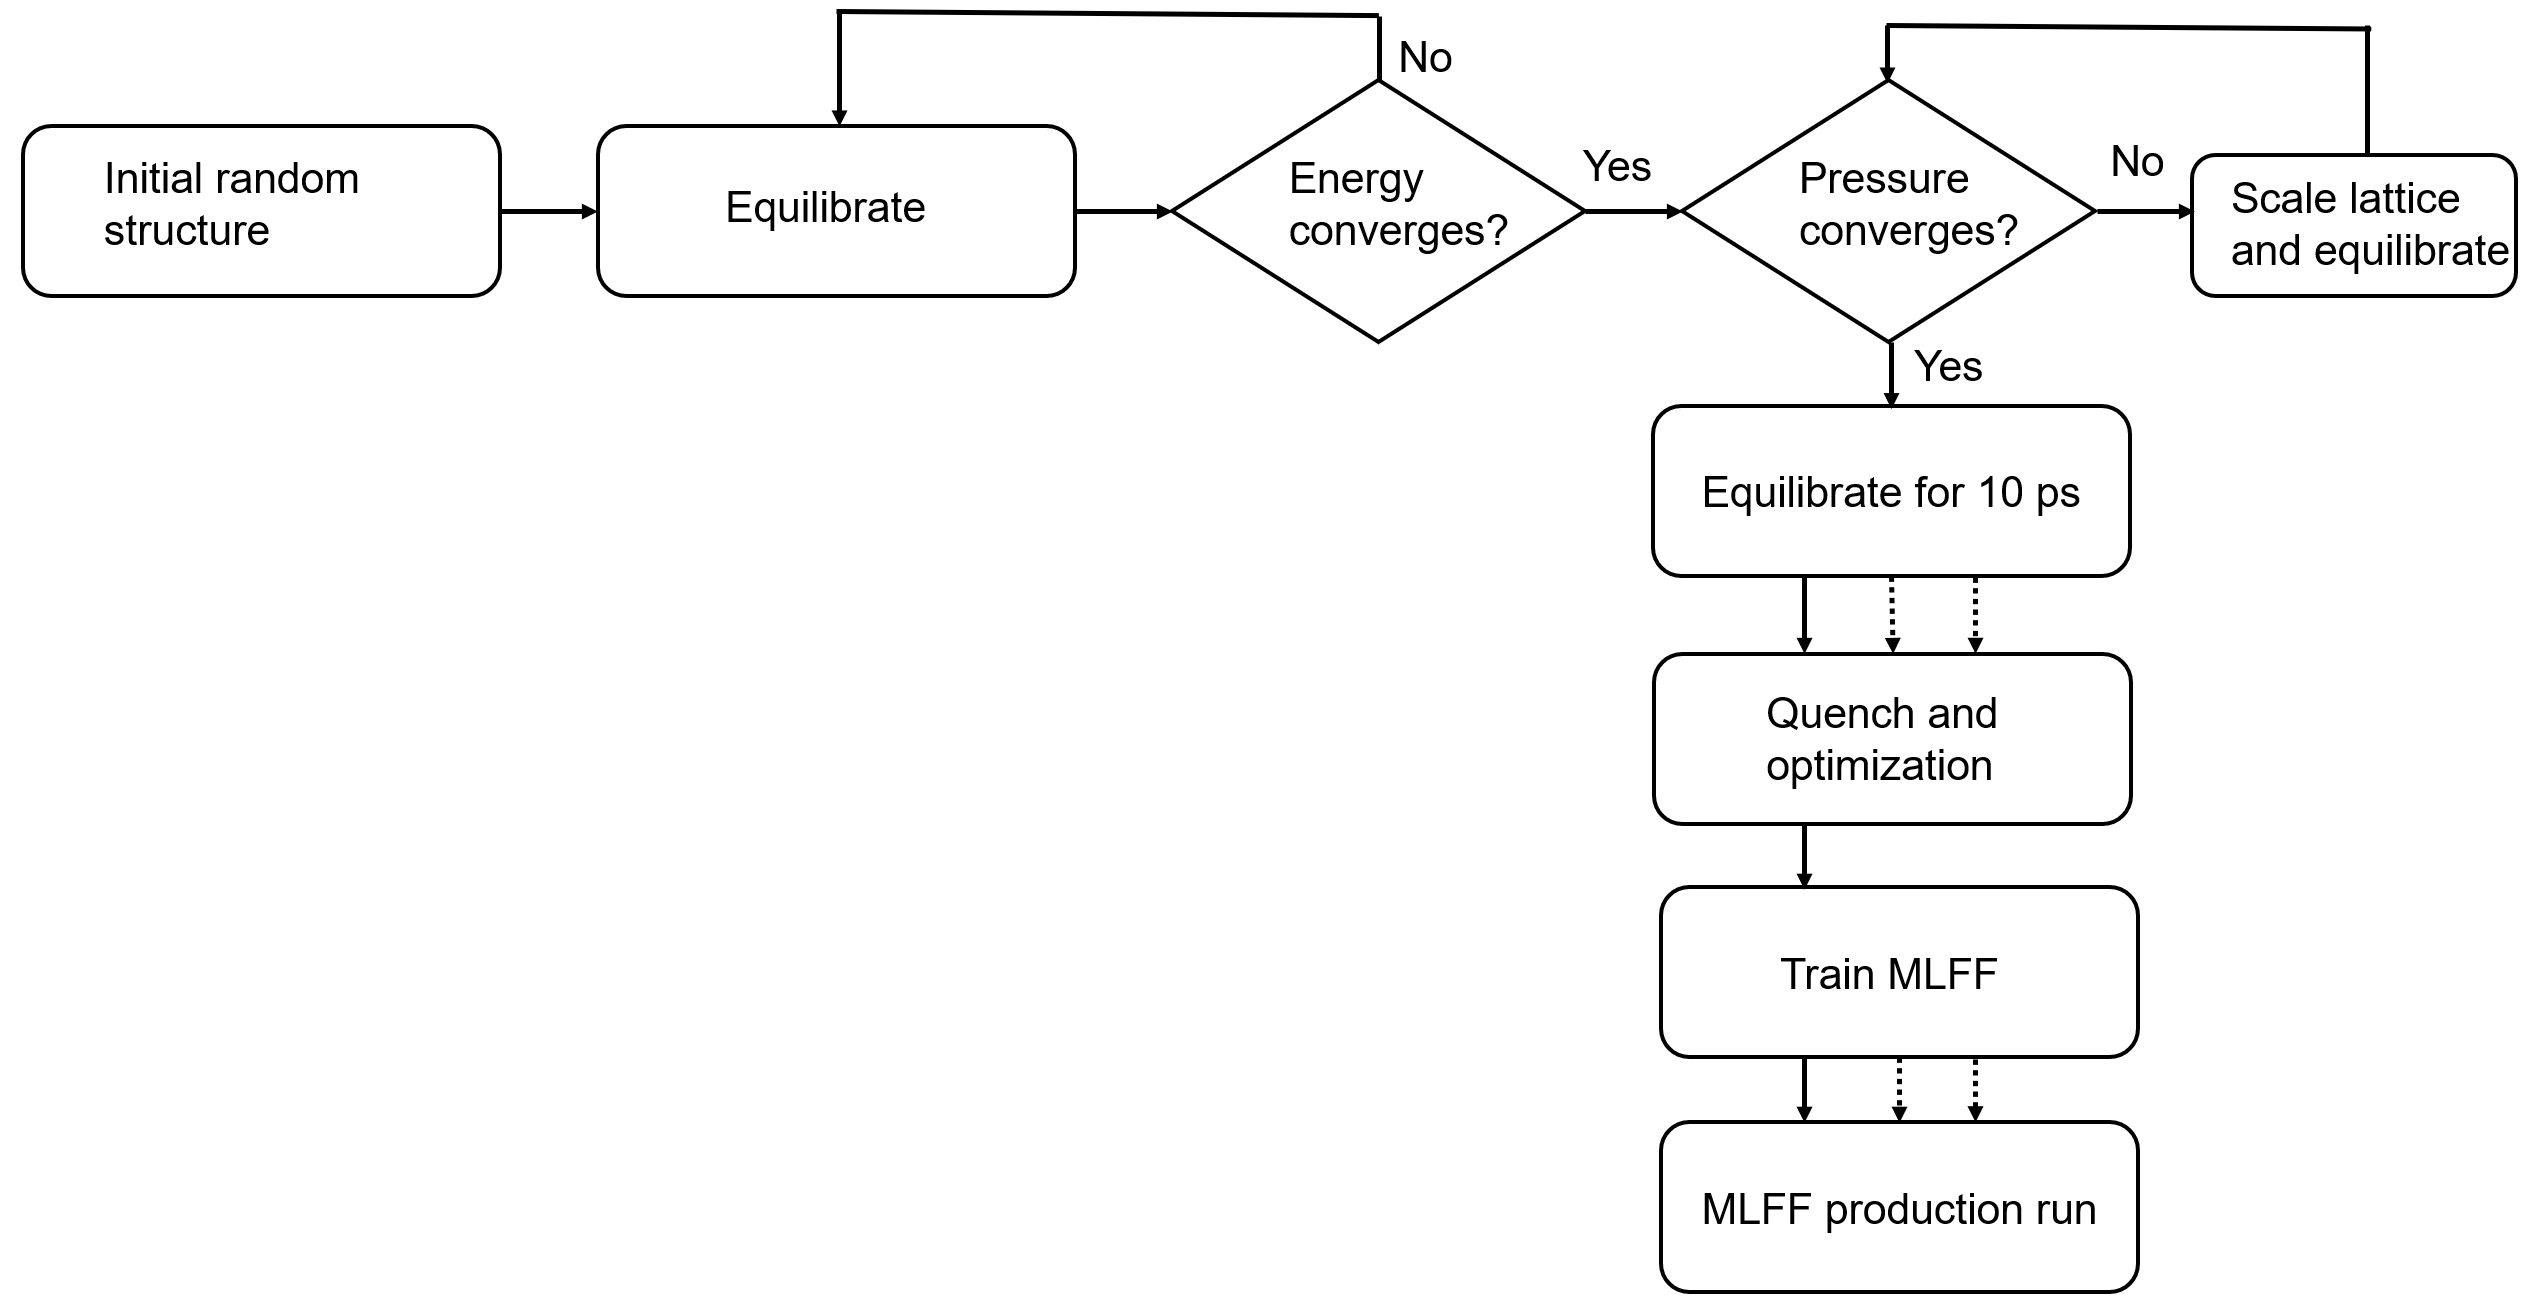 Initial random
structure
Equilibrate
No
Energy
converges?
Yes
Pressure
converges?
No
Scale lattice
and equilibrate
Yes
Equilibrate for 10 ps
Quench and
optimization
Train MLFF
MLFF production run